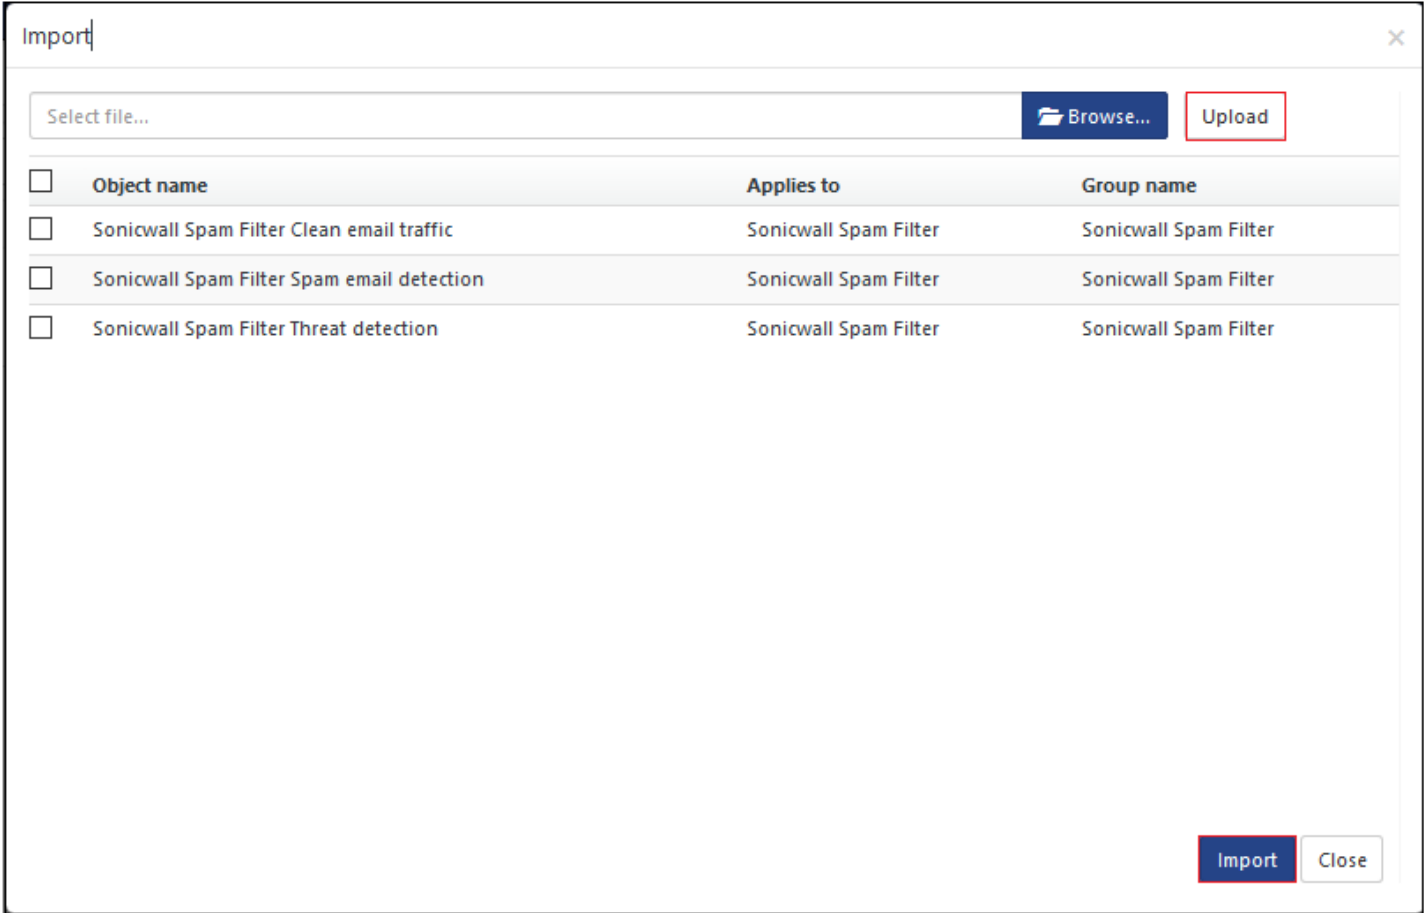 Import
Select file... Browse... Upload
Object name Applies to Group name
Sonicwall Spam Filter Clean email traffic Sonicwall Spam Filter Sonicwall Spam Filter
Sonicwall Spam Filter Spam email detection Sonicwall Spam Filter Sonicwall Spam Filter
Sonicwall Spam Filter Threat detection Sonicwall Spam Filter Sonicwall Spam Filter
Import Close